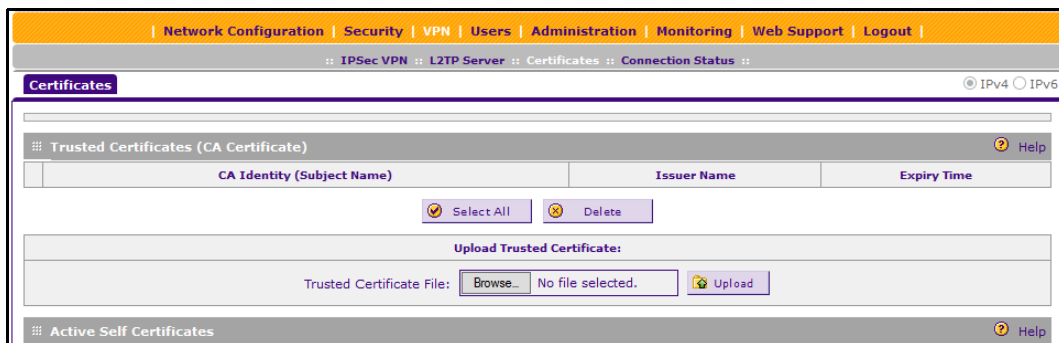 | Network Configuration | Security | VPN | Users | Administration | Monitoring | Web Support | Logout |
:: IPSec VPN :: L2TP Server :: Certificates :: Connection Status ::
Certificates IPv4 IPv6
Trusted Certificates (CA Certificate) Help
CA Identity (Subject Name) Issuer Name Expiry Time
Select All Delete
Upload Trusted Certificate:
Trusted Certificate File: Browse... No file selected. Upload
Active Self Certificates Help